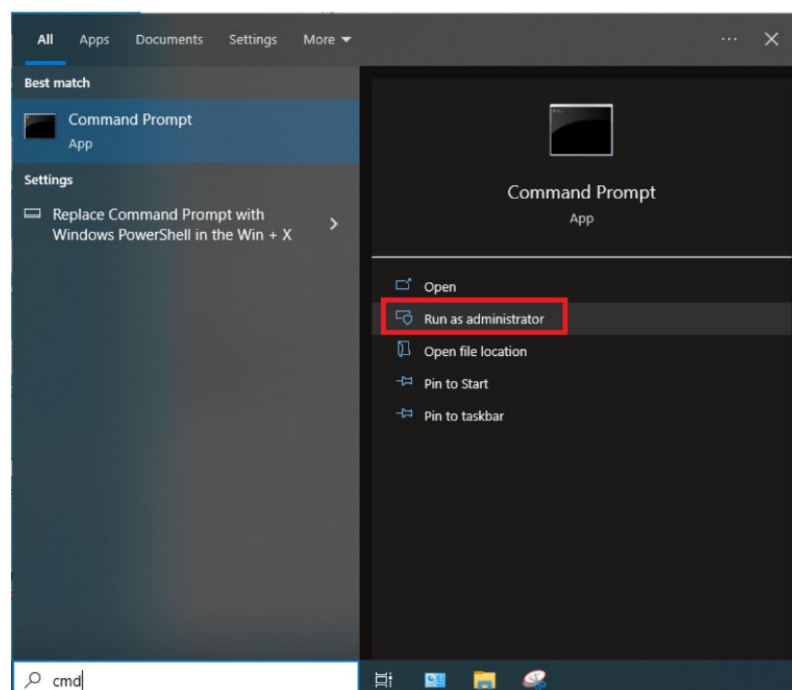 All Apps Documents Settings More
Best match
Command Prompt
App
Settings
Replace Command Prompt with
Windows PowerShell in the Win + X
Command Prompt
App
Open
Run as administrator
Open file location
Pin to Start
Pin to taskbar
cmd